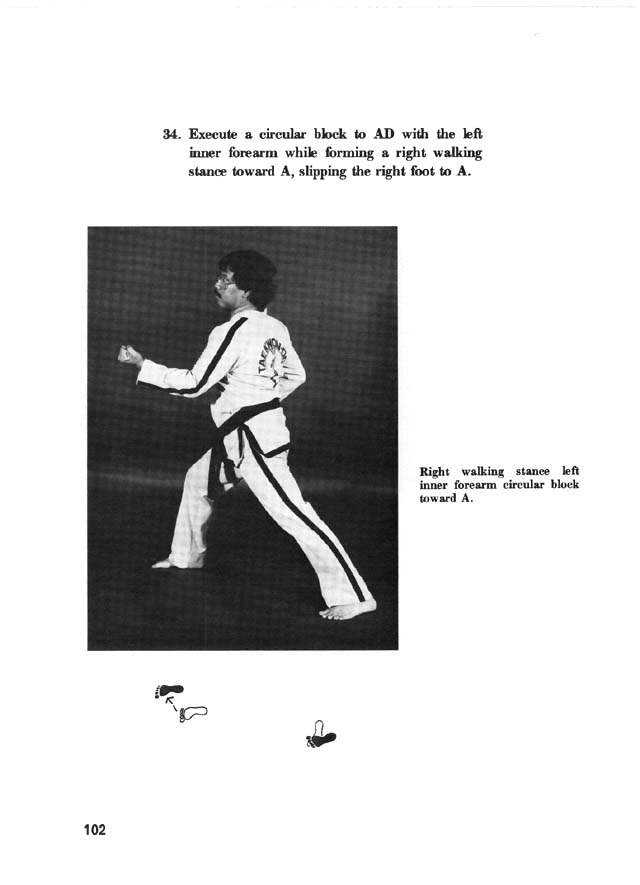 34. Execute a circular block to AD with the left
inner forearm while forming a right walking
stance toward A, slipping the right foot to A.
TAEKWON-DO
Right walking stance left
inner forearm circular block
toward A.
102